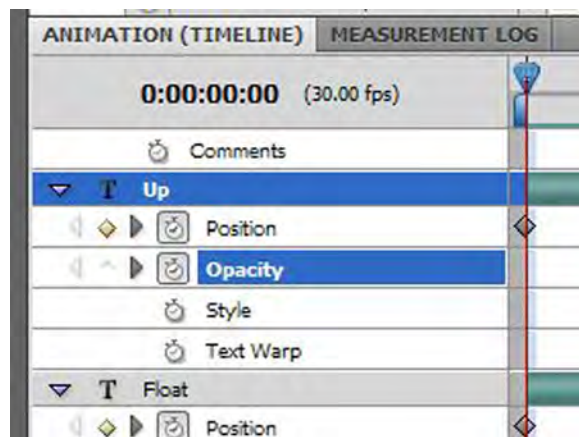 ANIMATION (TIMELINE) MEASUREMENT LOG
0:00:00:00 (30.00 fps)
Comments
T Up
Position
Opacity
Style
Text Warp
T Float
Position